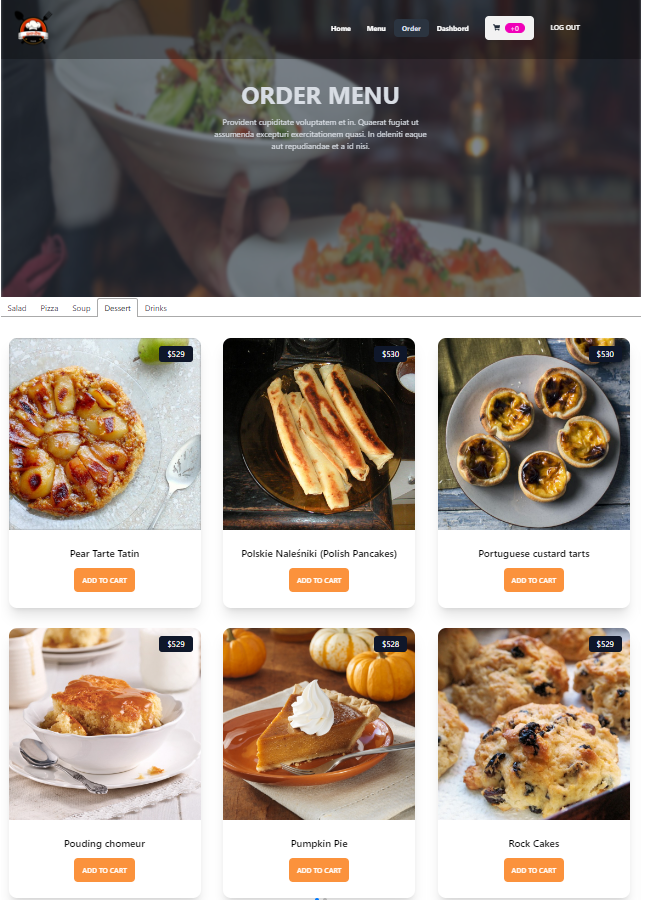 Home Menu Order Dashbord +0 LOG OUT
ORDER MENU
Provident cupiditate voluptatem et in. Quaerat fugiat ut
assumenda excepturi exercitationem quasi. In deleniti eaque
aut repudiandae et a id nisi.
Salad Pizza Soup Dessert Drinks
$529 $530 $530
Pear Tarte Tatin Polskie Naleśniki (Polish Pancakes) Portuguese custard tarts
ADD TO CART ADD TO CART ADD TO CART
$529 $528 $529
Pouding chomeur Pumpkin Pie Rock Cakes
ADD TO CART ADD TO CART ADD TO CART